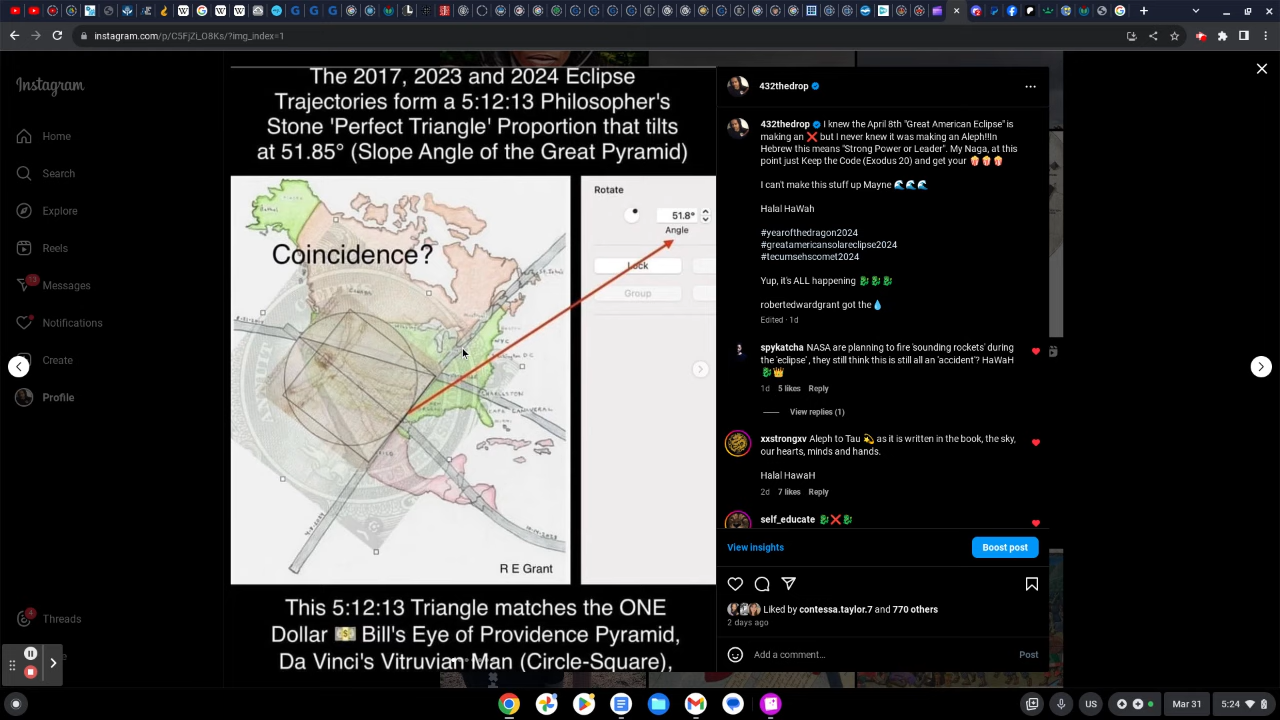 instagram.com/p/C5FjZi_O8Ks/?img_index=1
Instagram
Home
Search
Explore
Reels
13
Messages
Notifications
Create
Profile
4
Threads
The 2017, 2023 and 2024 Eclipse
Trajectories form a 5:12:13 Philosopher's
Stone 'Perfect Triangle' Proportion that tilts
at 51.85° (Slope Angle of the Great Pyramid)
Coincidence?
R E Grant
Rotate
51.8°
Angle
Lock
Group
This 5:12:13 Triangle matches the ONE
Dollar 💵 Bill's Eye of Providence Pyramid,
Da Vinci's Vitruvian Man (Circle-Square),
432thedrop
432thedrop I knew the April 8th "Great American Eclipse" is
making an ❌ but I never knew it was making an Aleph!!In
Hebrew this means "Strong Power or Leader". My Naga, at this
point just Keep the Code (Exodus 20) and get your 🍿🍿🍿
I can't make this stuff up Mayne 🌊🌊🌊
Halal HaWah
#yearofthedragon2024
#greatamericansolareclipse2024
#tecumsehscomet2024
Yup, it's ALL happening 🐉🐉🐉
robertedwardgrant got the 💧
Edited · 1d
spykatcha NASA are planning to fire 'sounding rockets' during
the 'eclipse' , they still think this is still all an 'accident'? HaWaH
🐉👑
1d 5 likes Reply
View replies (1)
xxstrongxv Aleph to Tau 💫 as it is written in the book, the sky,
our hearts, minds and hands.
Halal HawaH
2d 7 likes Reply
self_educate 🐉❌🐉
View insights
Boost post
Liked by contessa.taylor.7 and 770 others
2 days ago
Add a comment...
Post
US
Mar 31
5:24